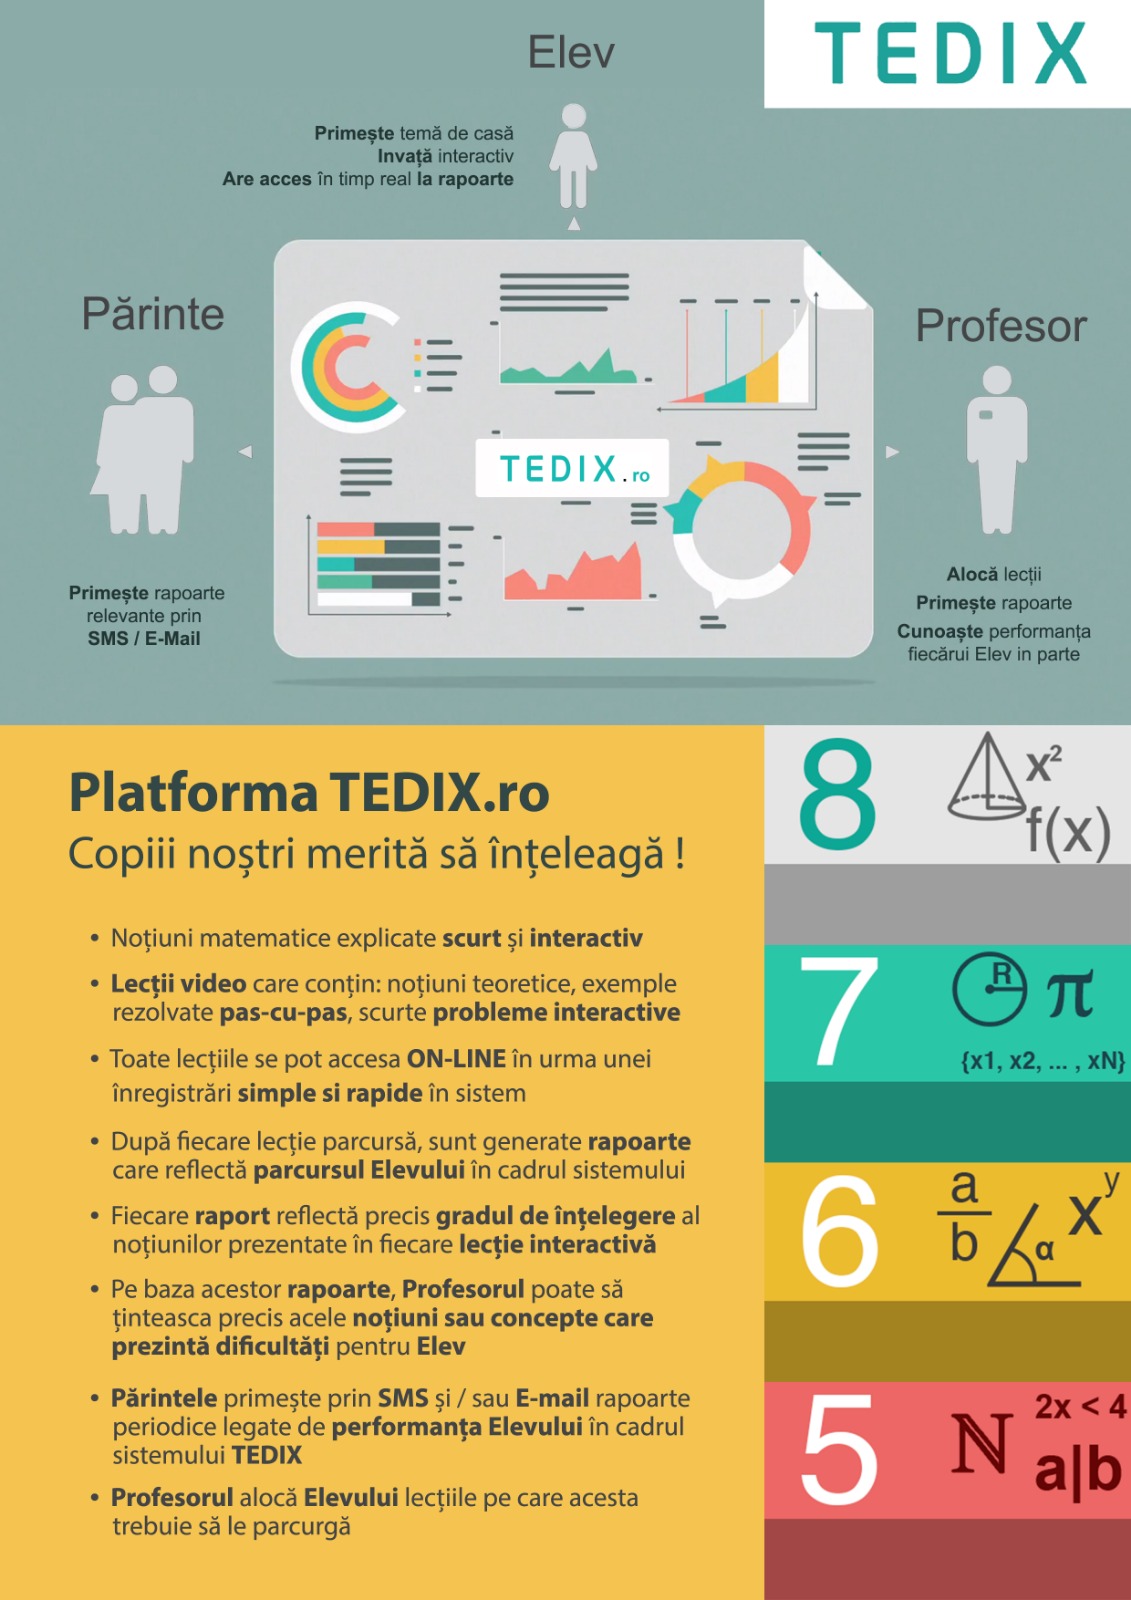 TEDIX
Elev
Primește temă de casă
Invață interactiv
Are acces în timp real la rapoarte
Părinte
Profesor
TEDIX.ro
Primește rapoarte
relevante prin
SMS / E-Mail
Alocă lecții
Primește rapoarte
Cunoaște performanța
fiecărui Elev in parte
Platforma TEDIX.ro
Copiii noștri merită să înțeleagă !
• Noțiuni matematice explicate scurt și interactiv
• Lecții video care conțin: noțiuni teoretice, exemple
rezolvate pas-cu-pas, scurte probleme interactive
• Toate lecțiile se pot accesa ON-LINE în urma unei
înregistrări simple si rapide în sistem
• După fiecare lecție parcursă, sunt generate rapoarte
care reflectă parcursul Elevului în cadrul sistemului
• Fiecare raport reflectă precis gradul de înțelegere al
noțiunilor prezentate în fiecare lecție interactivă
• Pe baza acestor rapoarte, Profesorul poate să
ținteasca precis acele noțiuni sau concepte care
prezintă dificultăți pentru Elev
• Părintele primește prin SMS și / sau E-mail rapoarte
periodice legate de performanța Elevului în cadrul
sistemului TEDIX
• Profesorul alocă Elevului lecțiile pe care acesta
trebuie să le parcurgă
8
x²
f(x)
7
R
π
{x1, x2, ... , xN}
6
a
b
α
xʸ
5
ℕ
2x < 4
a|b